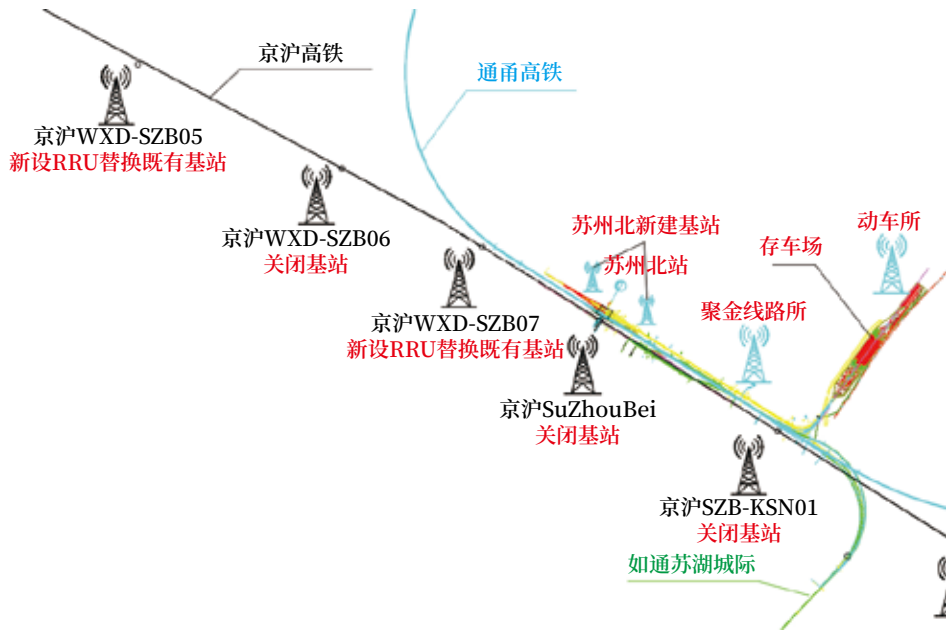 京沪高铁
通甬高铁
京沪WXD-SZB05
新设RRU替换既有基站
京沪WXD-SZB06
关闭基站
苏州北新建基站
苏州北站
动车所
存车场
聚金线路所
京沪WXD-SZB07
新设RRU替换既有基站
京沪SuZhouBei
关闭基站
京沪SZB-KSN01
关闭基站
如通苏湖城际